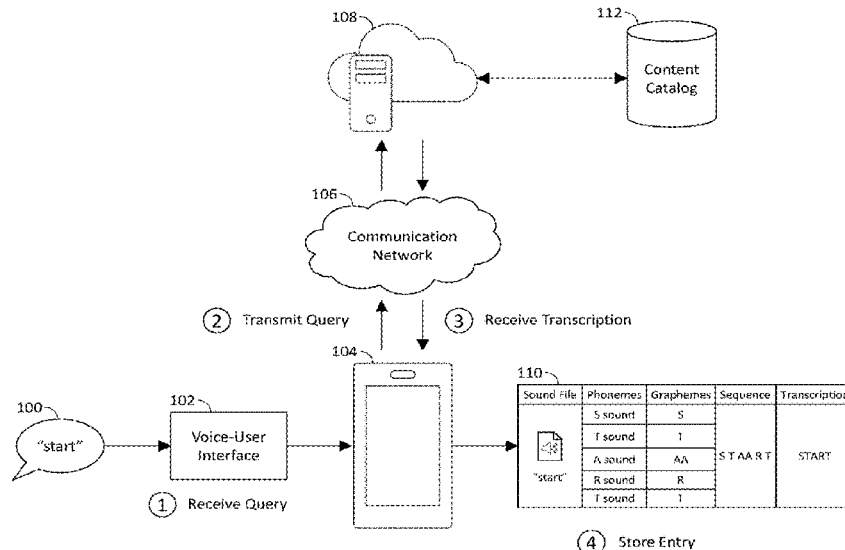 108
112
Content
Catalog
106
Communication
Network
2 Transmit Query
3 Receive Transcription
104
100
"start"
102
Voice-User
Interface
1 Receive Query
110
Sound File Phonemes Graphemes Sequence Transcription
S sound S
T sound T
A sound AA
R sound R
T sound T
"start"
S T AA R T
START
4 Store Entry